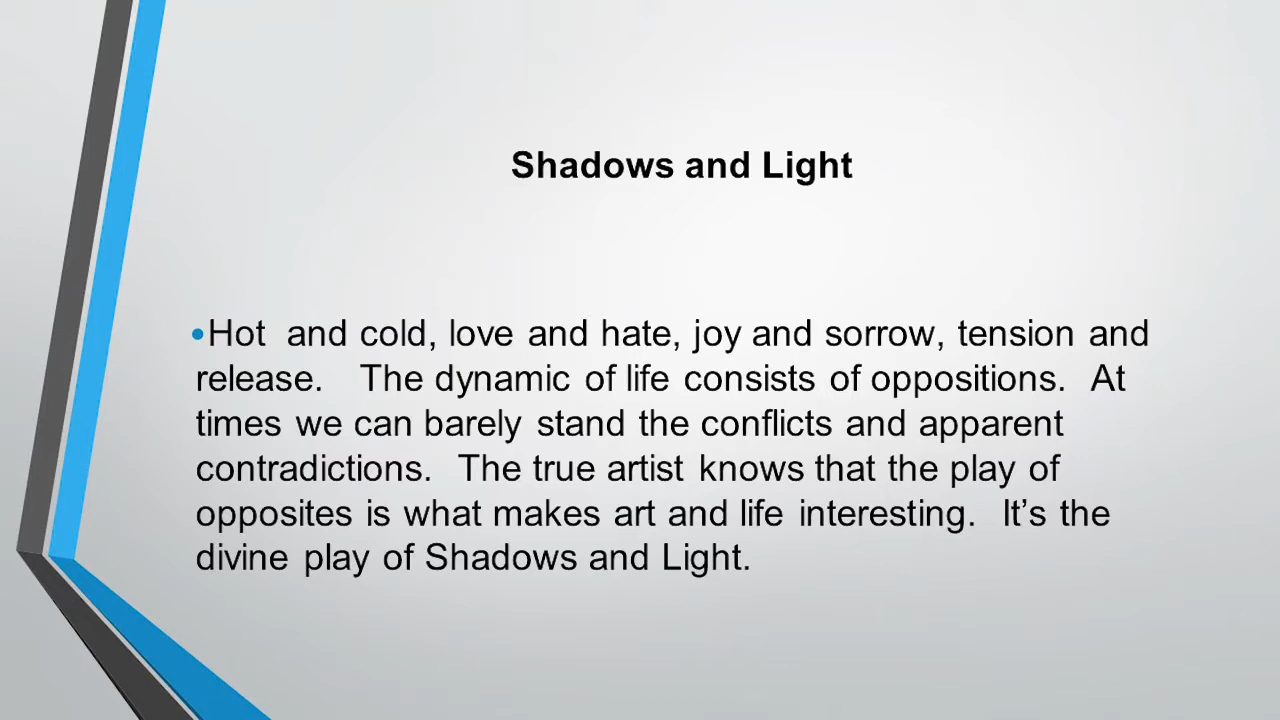 Shadows and Light
•Hot and cold, love and hate, joy and sorrow, tension and
release. The dynamic of life consists of oppositions. At
times we can barely stand the conflicts and apparent
contradictions. The true artist knows that the play of
opposites is what makes art and life interesting. It’s the
divine play of Shadows and Light.